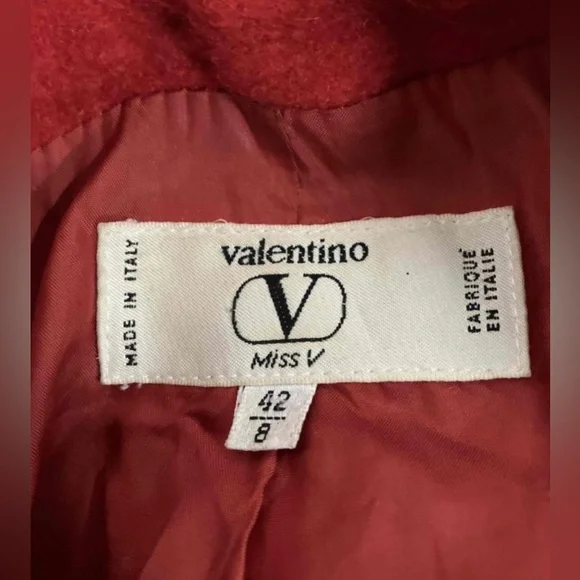 MADE IN ITALY
valentino
V
Miss V
FABRIQUÉ
EN ITALIE
42
8